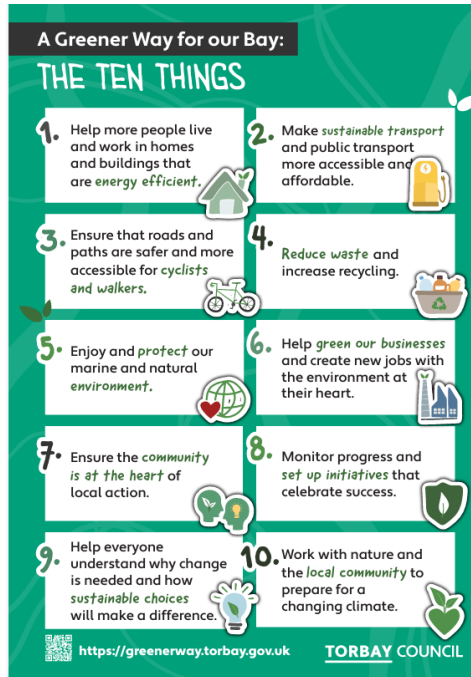 A Greener Way for our Bay:
THE TEN THINGS
1. Help more people live
and work in homes
and buildings that
are energy efficient.
2. Make sustainable transport
and public transport
more accessible and
affordable.
3. Ensure that roads and
paths are safer and more
accessible for cyclists
and walkers.
4. Reduce waste and
increase recycling.
5. Enjoy and protect our
marine and natural
environment.
6. Help green our businesses
and create new jobs with
the environment at
their heart.
7. Ensure the community
is at the heart of
local action.
8. Monitor progress and
set up initiatives that
celebrate success.
9. Help everyone
understand why change
is needed and how
sustainable choices
will make a difference.
10. Work with nature and
the local community to
prepare for a
changing climate.
https://greenerway.torbay.gov.uk
TORBAY COUNCIL